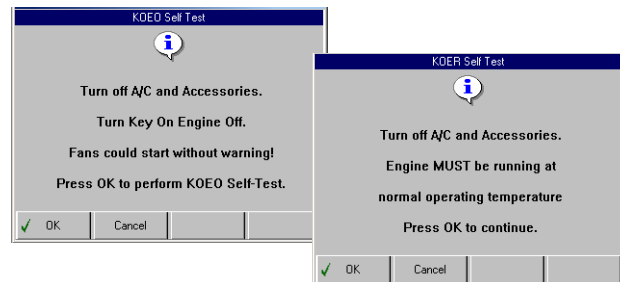 KOEO Self Test
Turn off A/C and Accessories.
Turn Key On Engine Off.
Fans could start without warning!
Press OK to perform KOEO Self-Test.
OK
Cancel
KOER Self Test
Turn off A/C and Accessories.
Engine MUST be running at
normal operating temperature
Press OK to continue.
OK
Cancel